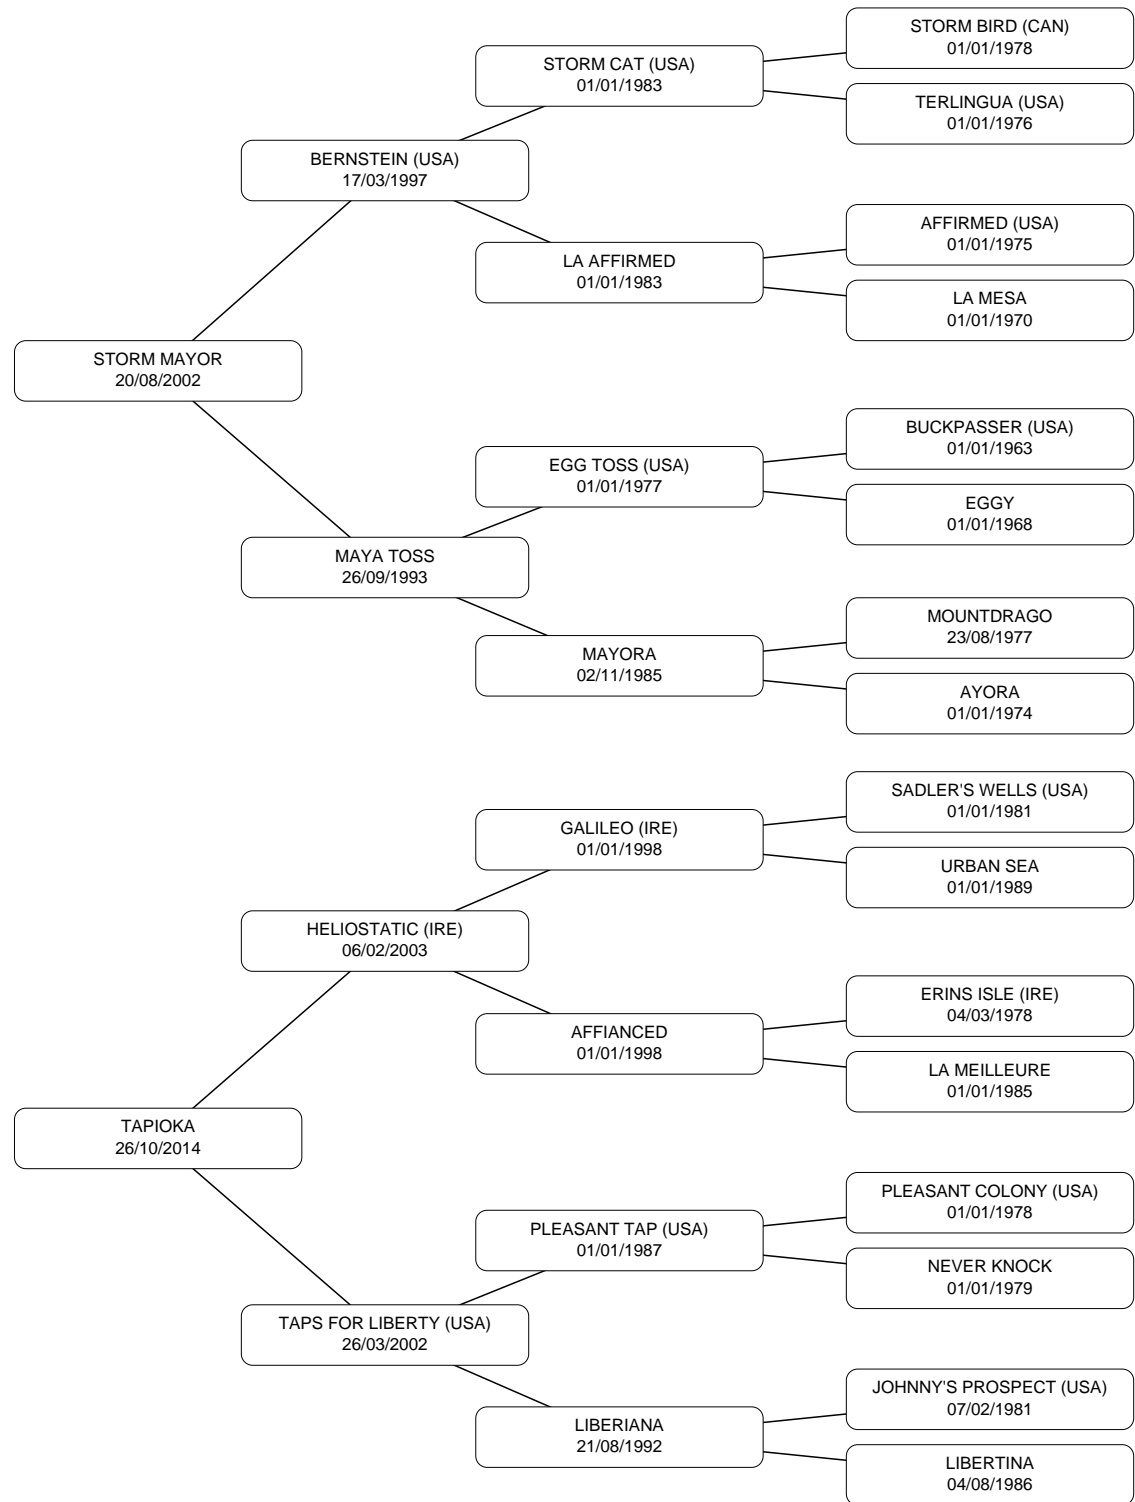 STORM BIRD (CAN)
01/01/1978
STORM CAT (USA)
01/01/1983
TERLINGUA (USA)
01/01/1976
BERNSTEIN (USA)
17/03/1997
AFFIRMED (USA)
01/01/1975
LA AFFIRMED
01/01/1983
LA MESA
01/01/1970
STORM MAYOR
20/08/2002
BUCKPASSER (USA)
01/01/1963
EGG TOSS (USA)
01/01/1977
EGGY
01/01/1968
MAYA TOSS
26/09/1993
MOUNTDRAGO
23/08/1977
MAYORA
02/11/1985
AYORA
01/01/1974
SADLER'S WELLS (USA)
01/01/1981
GALILEO (IRE)
01/01/1998
URBAN SEA
01/01/1989
HELIOSTATIC (IRE)
06/02/2003
ERINS ISLE (IRE)
04/03/1978
AFFIANCED
01/01/1998
LA MEILLEURE
01/01/1985
TAPIOKA
26/10/2014
PLEASANT COLONY (USA)
01/01/1978
PLEASANT TAP (USA)
01/01/1987
NEVER KNOCK
01/01/1979
TAPS FOR LIBERTY (USA)
26/03/2002
JOHNNY'S PROSPECT (USA)
07/02/1981
LIBERIANA
21/08/1992
LIBERTINA
04/08/1986